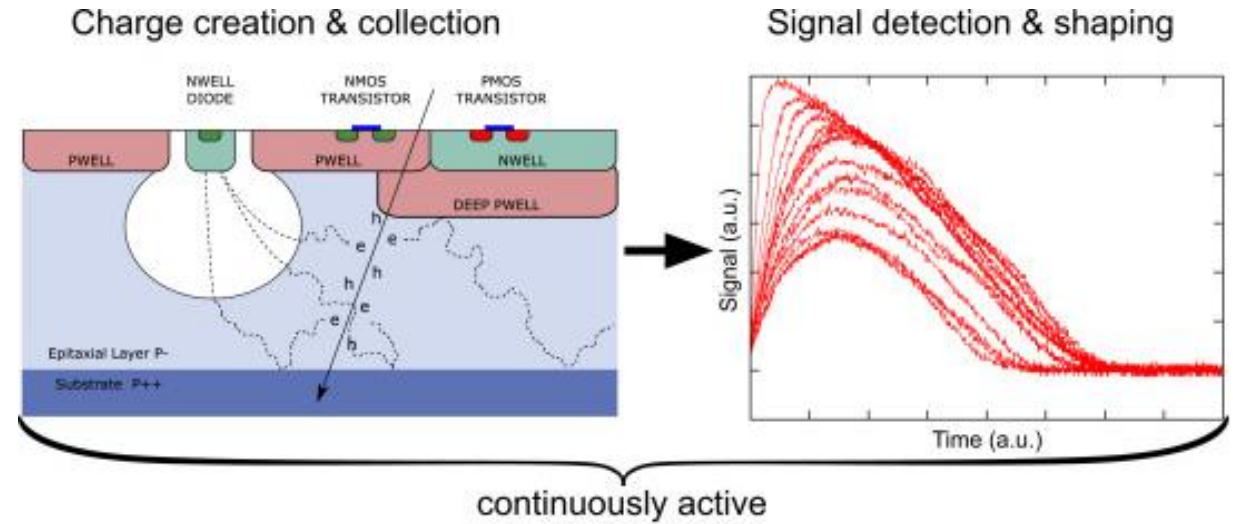 Charge creation & collection
Signal detection & shaping
NWELL
DIODE
NMOS
TRANSISTOR
PMOS
TRANSISTOR
PWELL
PWELL
NWELL
DEEP PWELL
h
e
e
h
h
e
e
h
Epitaxial Layer P-
Substrate P++
Signal (a.u.)
Time (a.u.)
continuously active